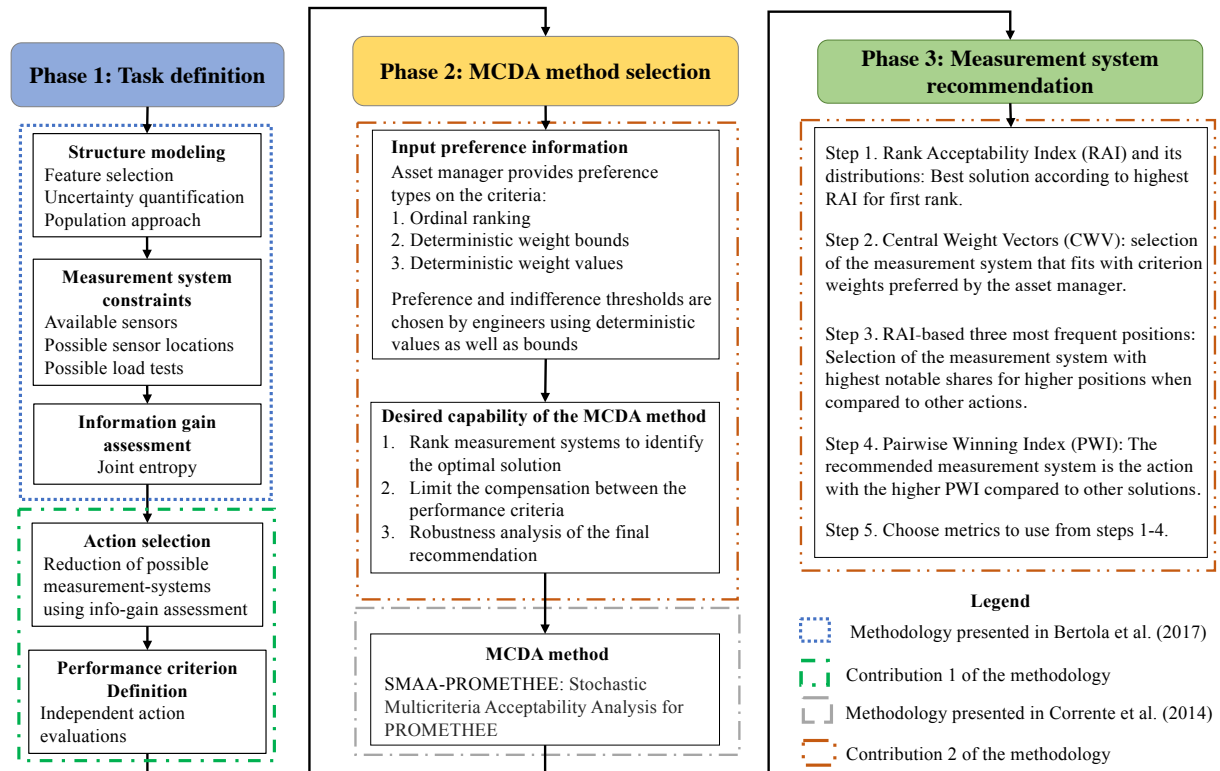 Phase 1: Task definition
Structure modeling
Feature selection
Uncertainty quantification
Population approach
Measurement system
constraints
Available sensors
Possible sensor locations
Possible load tests
Information gain
assessment
Joint entropy
Action selection
Reduction of possible
measurement-systems
using info-gain assessment
Performance criterion
Definition
Independent action
evaluations
Phase 2: MCDA method selection
Input preference information
Asset manager provides preference
types on the criteria:
1. Ordinal ranking
2. Deterministic weight bounds
3. Deterministic weight values
Preference and indifference thresholds are
chosen by engineers using deterministic
values as well as bounds
Desired capability of the MCDA method
1. Rank measurement systems to identify
the optimal solution
2. Limit the compensation between the
performance criteria
3. Robustness analysis of the final
recommendation
MCDA method
SMAA-PROMETHEE: Stochastic
Multicriteria Acceptability Analysis for
PROMETHEE
Phase 3: Measurement system
recommendation
Step 1. Rank Acceptability Index (RAI) and its
distributions: Best solution according to highest
RAI for first rank.
Step 2. Central Weight Vectors (CWV): selection
of the measurement system that fits with criterion
weights preferred by the asset manager.
Step 3. RAI-based three most frequent positions:
Selection of the measurement system with
highest notable shares for higher positions when
compared to other actions.
Step 4. Pairwise Winning Index (PWI): The
recommended measurement system is the action
with the higher PWI compared to other solutions.
Step 5. Choose metrics to use from steps 1-4.
Legend
Methodology presented in Bertola et al. (2017)
Contribution 1 of the methodology
Methodology presented in Corrente et al. (2014)
Contribution 2 of the methodology